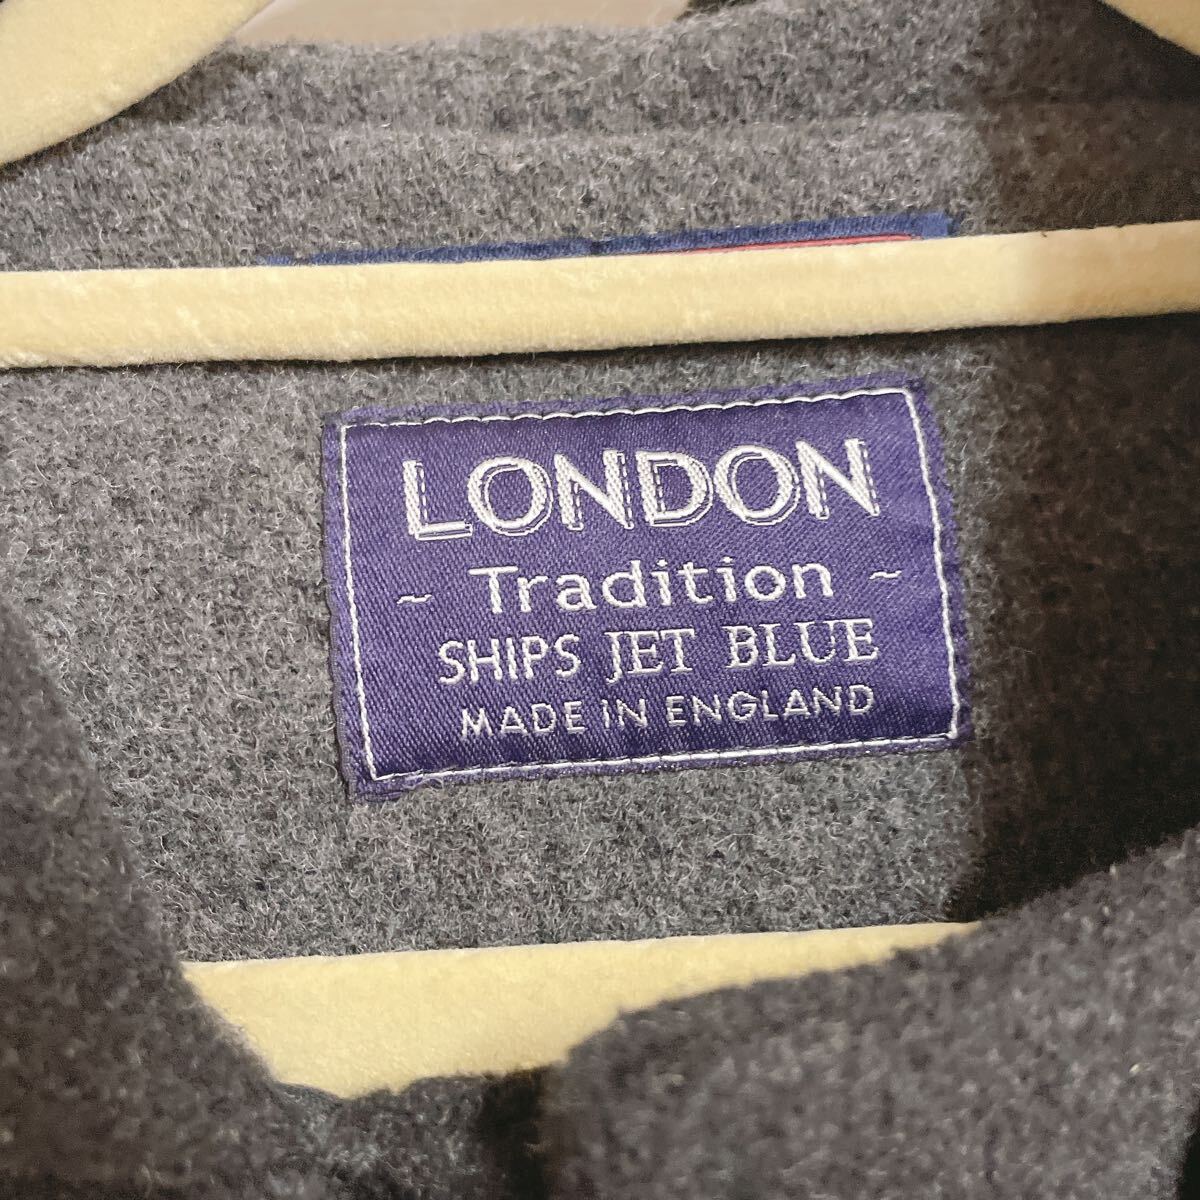 LONDON
~ Tradition ~
SHIPS JET BLUE
MADE IN ENGLAND